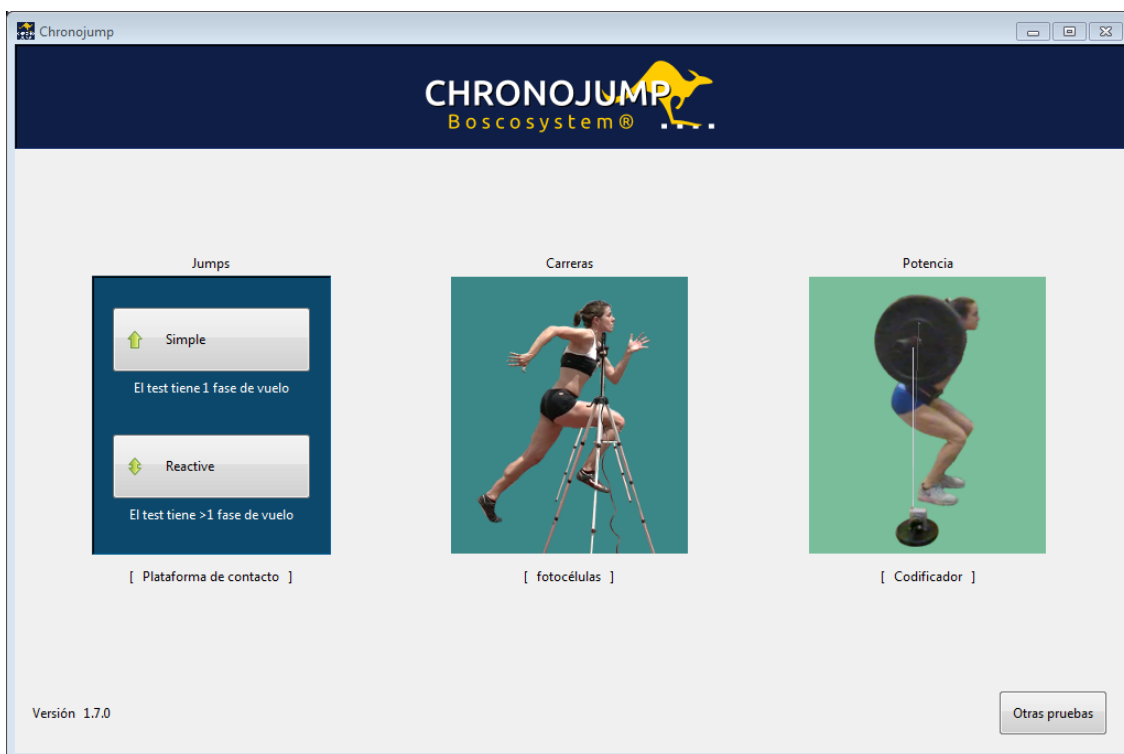 Chronojump
CHRONOJUMP
Boscosystem®
Jumps
Carreras
Potencia
Simple
El test tiene 1 fase de vuelo
Reactive
El test tiene >1 fase de vuelo
[ Plataforma de contacto ]
[ fotocélulas ]
[ Codificador ]
Versión 1.7.0
Otras pruebas